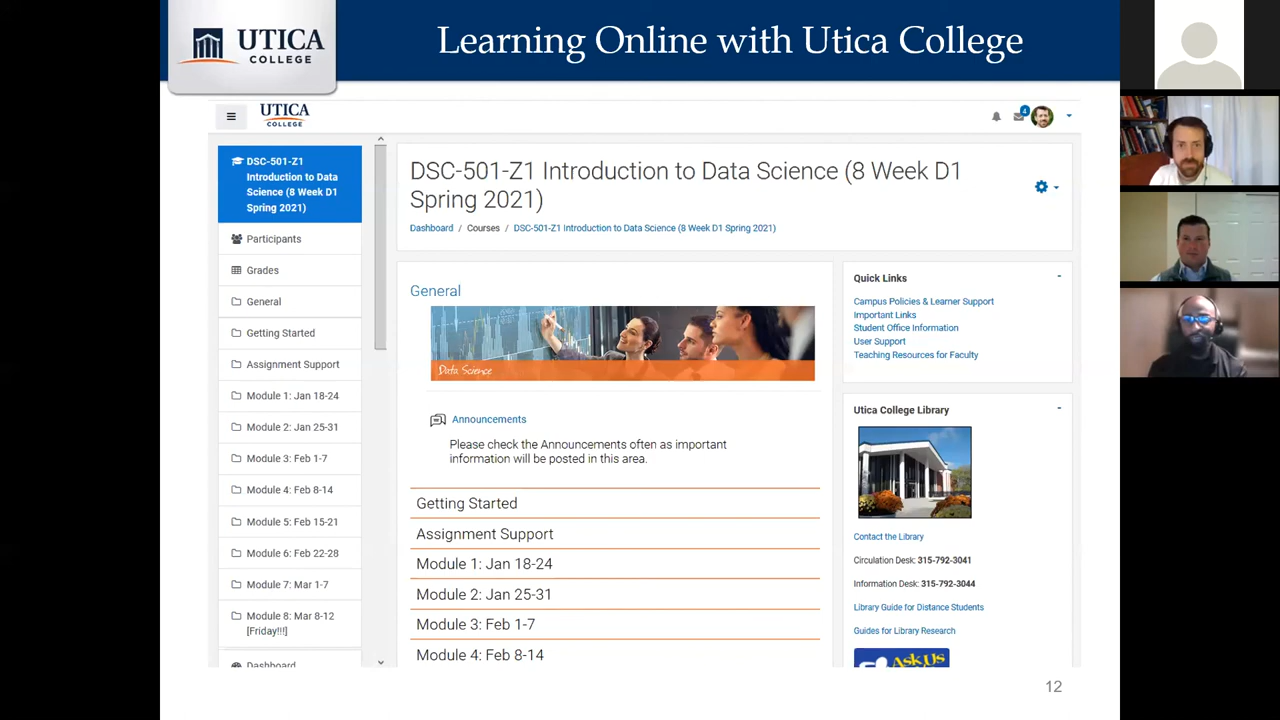 UTICA
COLLEGE
Learning Online with Utica College
UTICA
COLLEGE
4
DSC-501-Z1
Introduction to Data
Science (8 Week D1
Spring 2021)
Participants
Grades
General
Getting Started
Assignment Support
Module 1: Jan 18-24
Module 2: Jan 25-31
Module 3: Feb 1-7
Module 4: Feb 8-14
Module 5: Feb 15-21
Module 6: Feb 22-28
Module 7: Mar 1-7
Module 8: Mar 8-12
[Friday!!!]
Dashboard
DSC-501-Z1 Introduction to Data Science (8 Week D1
Spring 2021)
Dashboard / Courses / DSC-501-Z1 Introduction to Data Science (8 Week D1 Spring 2021)
General
Data Science
Announcements
Please check the Announcements often as important
information will be posted in this area.
Getting Started
Assignment Support
Module 1: Jan 18-24
Module 2: Jan 25-31
Module 3: Feb 1-7
Module 4: Feb 8-14
Quick Links
Campus Policies & Learner Support
Important Links
Student Office Information
User Support
Teaching Resources for Faculty
Utica College Library
Contact the Library
Circulation Desk: 315-792-3041
Information Desk: 315-792-3044
Library Guide for Distance Students
Guides for Library Research
Ask Us
12